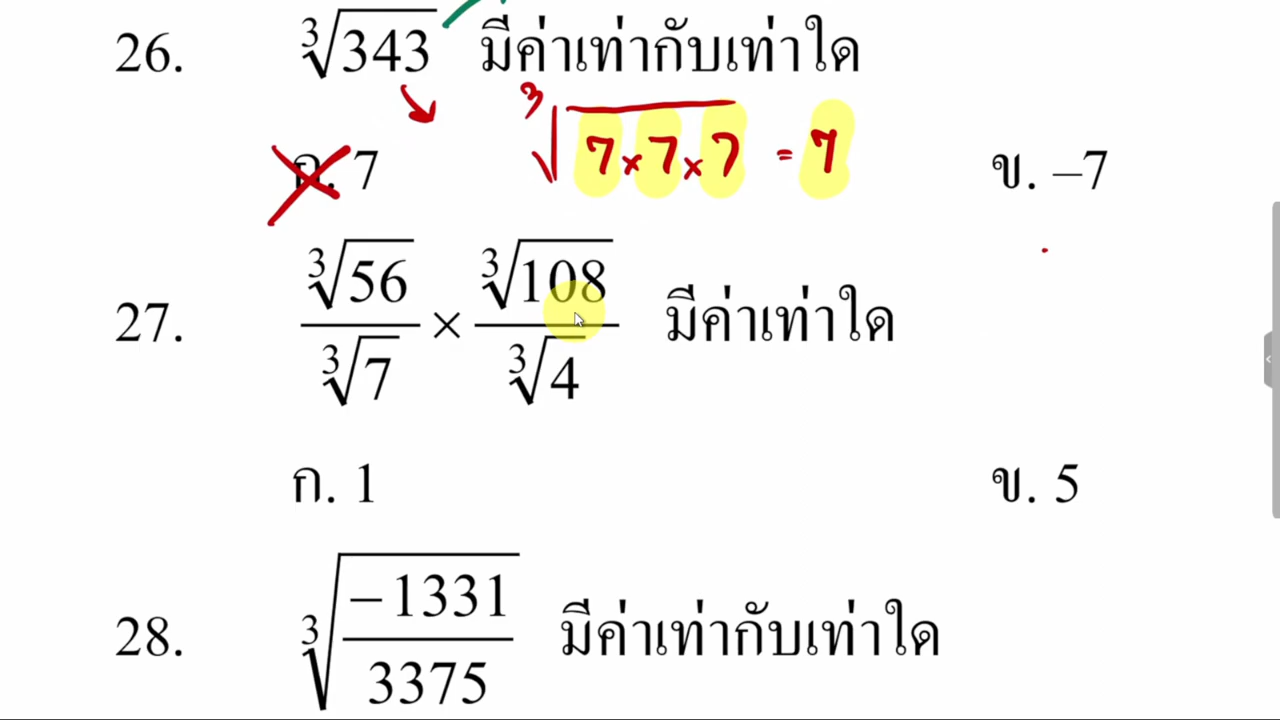 26. ∛343 มีค่าเท่ากับเท่าใด
∛7×7×7 = 7
ก. 7 ข. –7
27. ∛56/∛7 × ∛108/∛4 มีค่าเท่าใด
ก. 1 ข. 5
28. ∛(–1331/3375) มีค่าเท่ากับเท่าใด